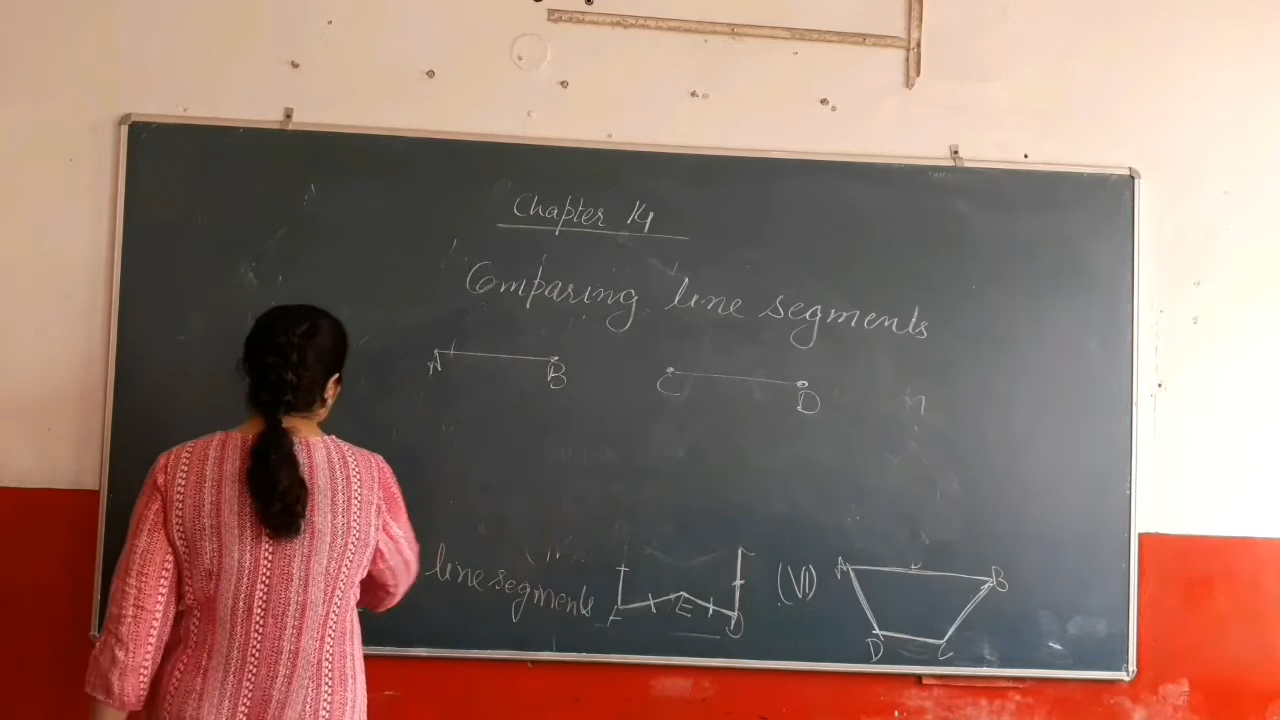 Chapter 14
Comparing line segments
A B C D
n
line segments E D (VI) A B
D C